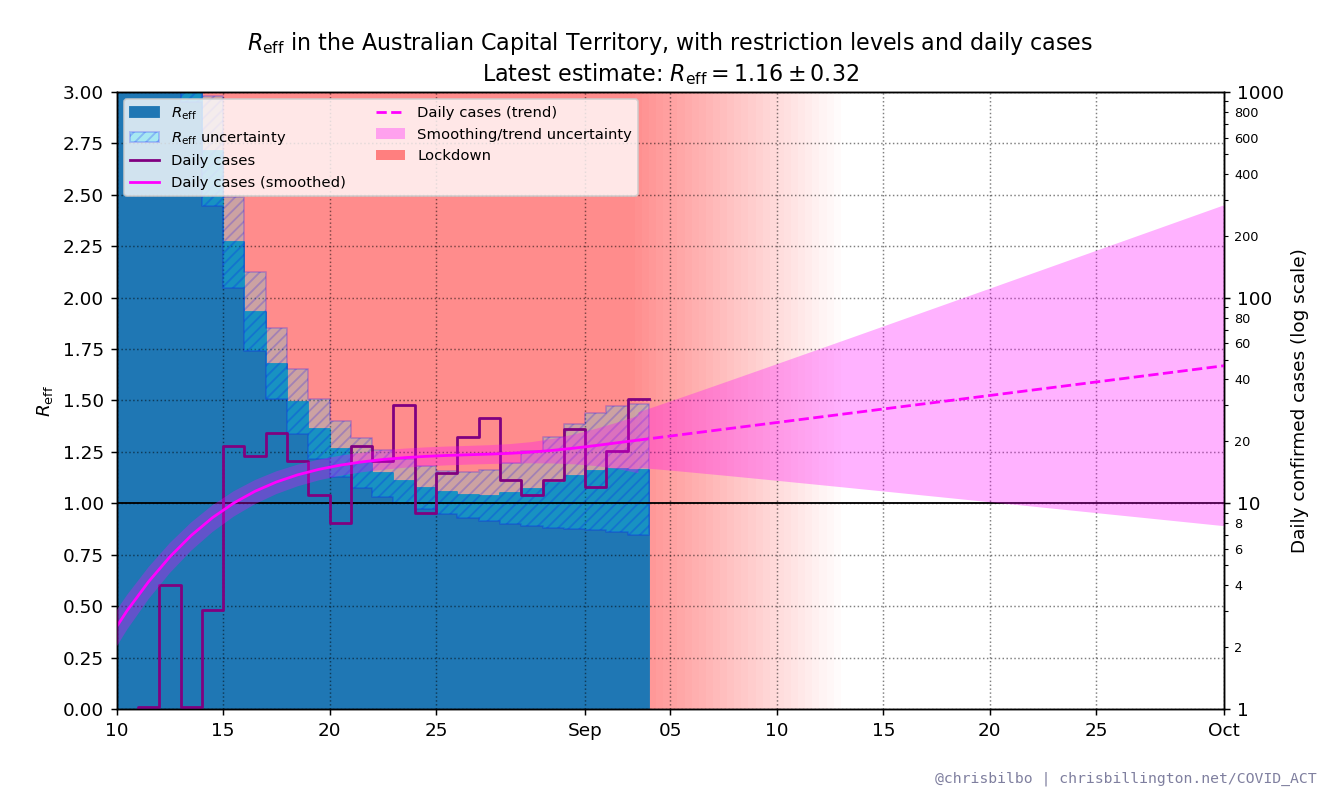 R_eff in the Australian Capital Territory, with restriction levels and daily cases
Latest estimate: R_eff = 1.16 ± 0.32
R_eff
R_eff uncertainty
Daily cases
Daily cases (smoothed)
Daily cases (trend)
Smoothing/trend uncertainty
Lockdown
3.00
2.75
2.50
2.25
2.00
1.75
1.50
1.25
1.00
0.75
0.50
0.25
0.00
R_eff
1000
800
600
400
200
100
80
60
40
20
10
8
6
4
2
1
Daily confirmed cases (log scale)
10 15 20 25 Sep 05 10 15 20 25 Oct
@chrisbilbo | chrisbillington.net/COVID_ACT